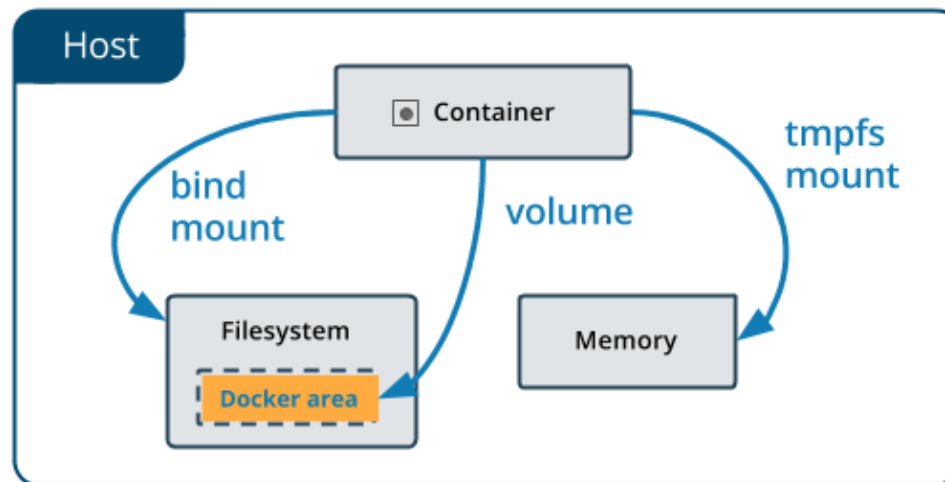 Host
Container
bind
mount
volume
tmpfs
mount
Filesystem
Docker area
Memory